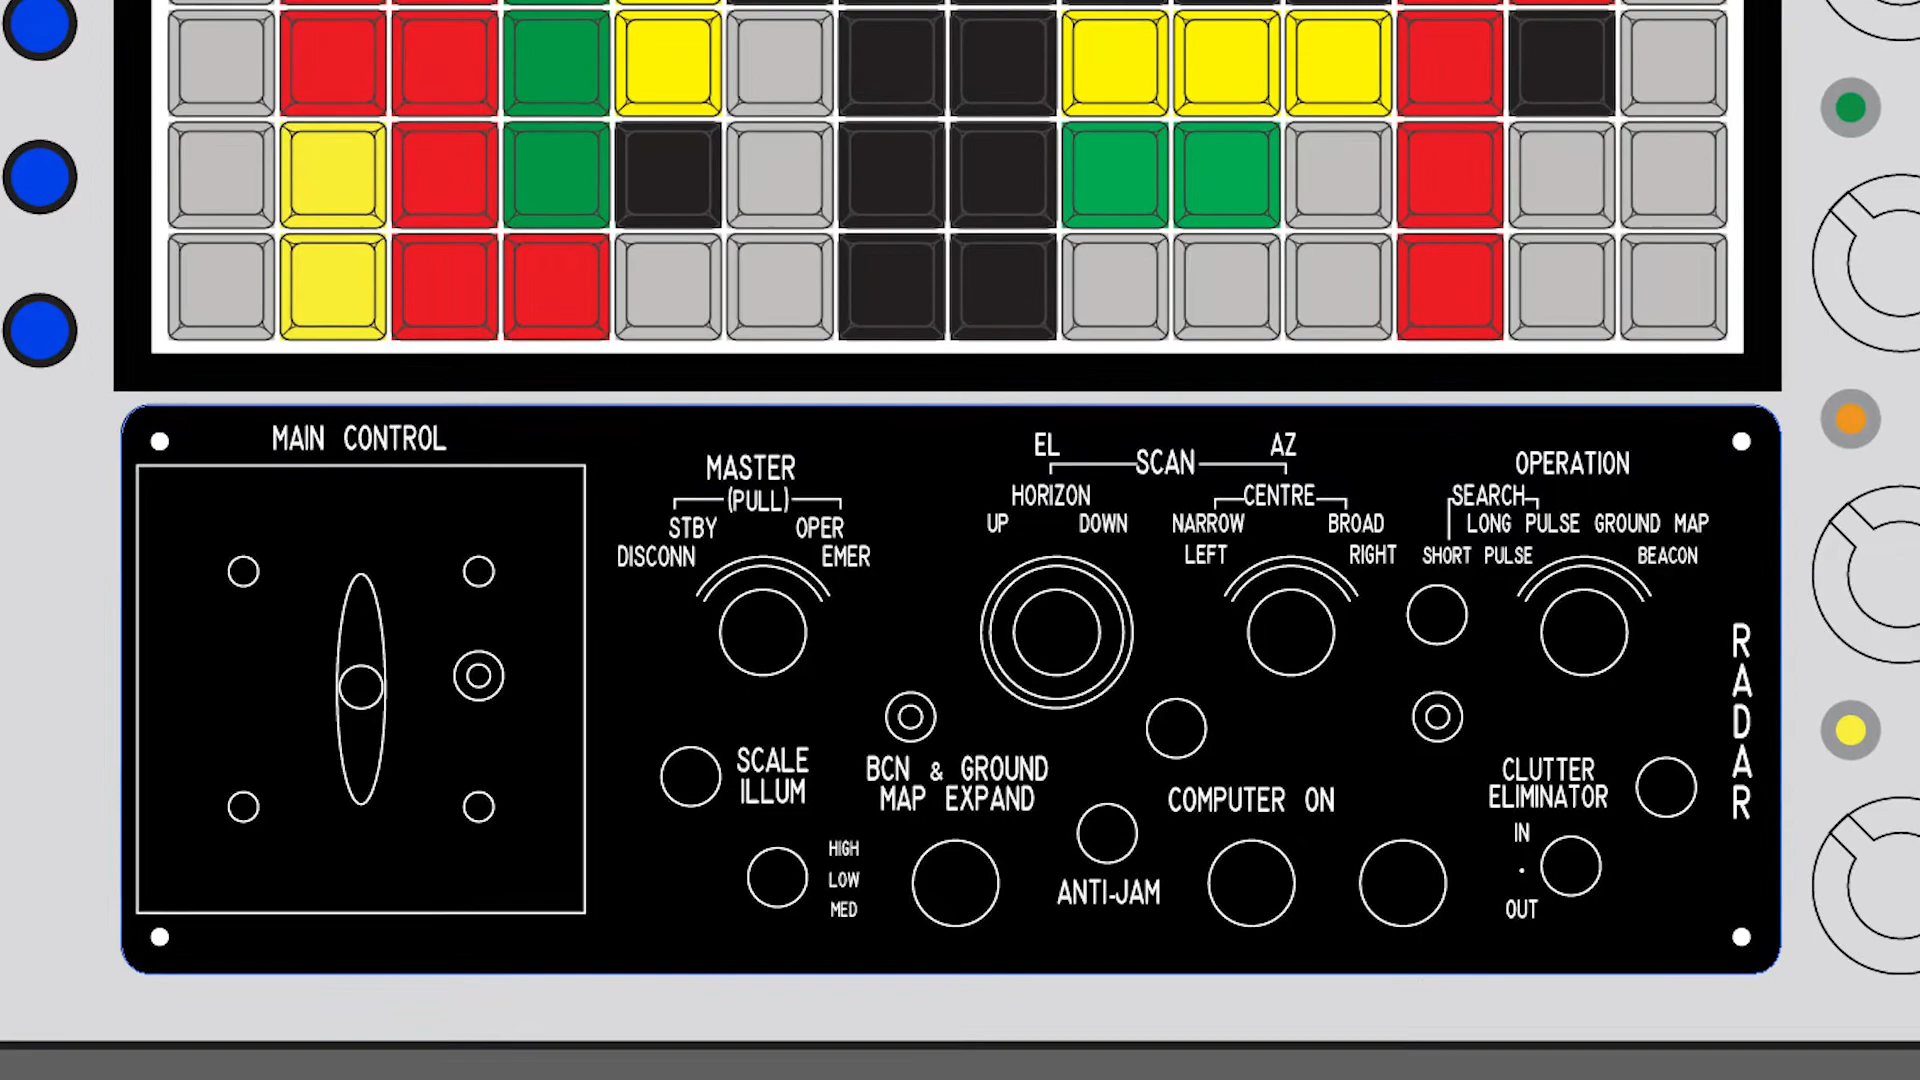 MAIN CONTROL
MASTER
(PULL)
STBY OPER
DISCONN EMER
EL AZ
SCAN
HORIZON
UP DOWN
CENTRE
NARROW BROAD
LEFT RIGHT
OPERATION
SEARCH
LONG PULSE GROUND MAP
SHORT PULSE BEACON
RADAR
SCALE
ILLUM
BCN & GROUND
MAP EXPAND
HIGH
LOW
MED
ANTI-JAM
COMPUTER ON
CLUTTER
ELIMINATOR
IN
OUT